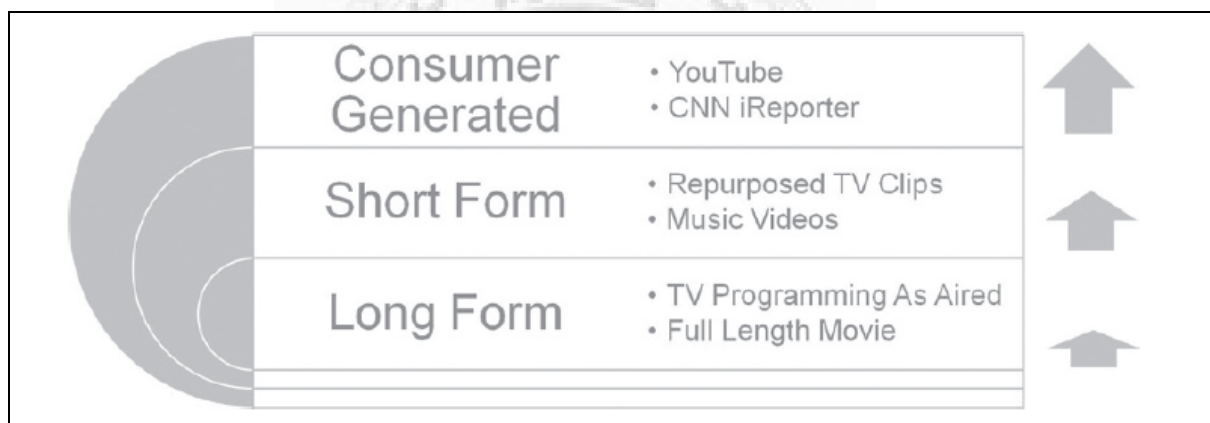 Consumer
Generated
• YouTube
• CNN iReporter
Short Form
• Repurposed TV Clips
• Music Videos
Long Form
• TV Programming As Aired
• Full Length Movie